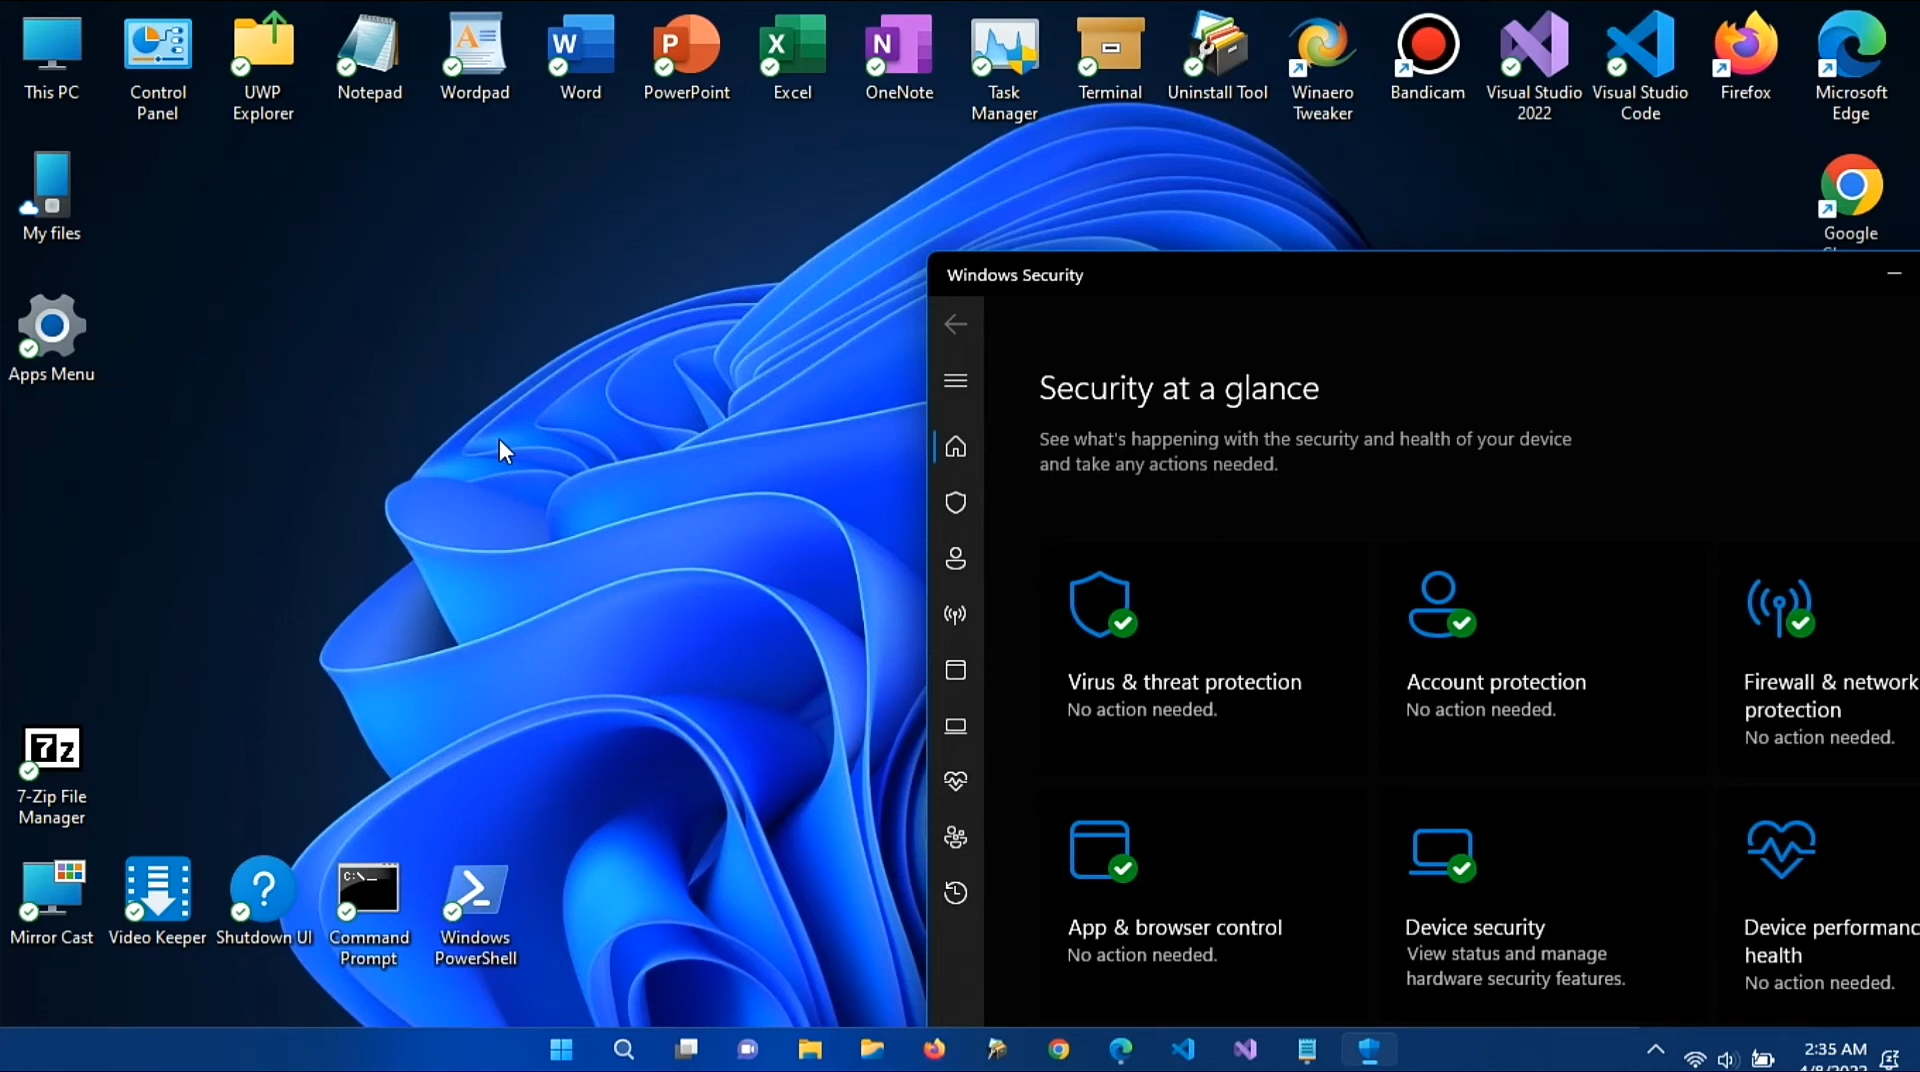 This PC
Control
Panel
UWP
Explorer
Notepad
Wordpad
Word
PowerPoint
Excel
OneNote
Task
Manager
Terminal
Uninstall Tool
Winaero
Tweaker
Bandicam
Visual Studio
2022
Visual Studio
Code
Firefox
Microsoft
Edge
My files
Google
Apps Menu
7-Zip File
Manager
Mirror Cast
Video Keeper
Shutdown UI
Command
Prompt
Windows
PowerShell
Windows Security
Security at a glance
See what's happening with the security and health of your device
and take any actions needed.
Virus & threat protection
No action needed.
Account protection
No action needed.
Firewall & network
protection
No action needed.
App & browser control
No action needed.
Device security
View status and manage
hardware security features.
Device performanc
health
No action needed.
W
P
X
N
A
7z
C:\_
?
2:35 AM